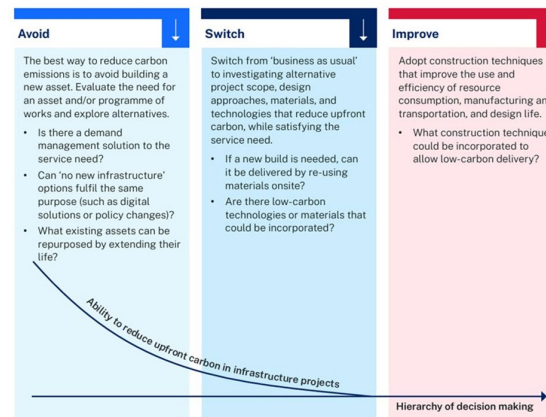 Avoid
The best way to reduce carbon
emissions is to avoid building a
new asset. Evaluate the need for
an asset and/or programme of
works and explore alternatives.
• Is there a demand
management solution to the
service need?
• Can ‘no new infrastructure’
options fulfil the same
purpose (such as digital
solutions or policy changes)?
• What existing assets can be
repurposed by extending their
life?
Switch
Switch from ‘business as usual’
to investigating alternative
project scope, design
approaches, materials, and
technologies that reduce upfront
carbon, while satisfying the
service need.
• If a new build is needed, can
it be delivered by re-using
materials onsite?
• Are there low-carbon
technologies or materials that
could be incorporated?
Improve
Adopt construction techniques
that improve the use and
efficiency of resource
consumption, manufacturing an
transportation, and design life.
• What construction technique
could be incorporated to
allow low-carbon delivery?
Ability to reduce upfront carbon in infrastructure projects
Hierarchy of decision making